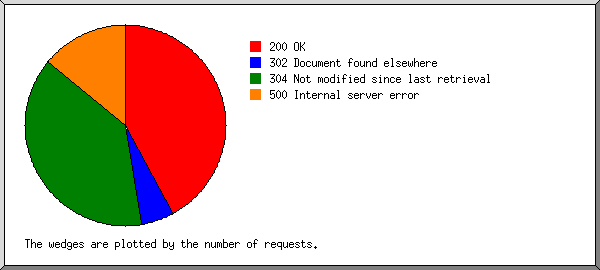 200 OK
302 Document found elsewhere
304 Not modified since last retrieval
500 Internal server error
The wedges are plotted by the number of requests.